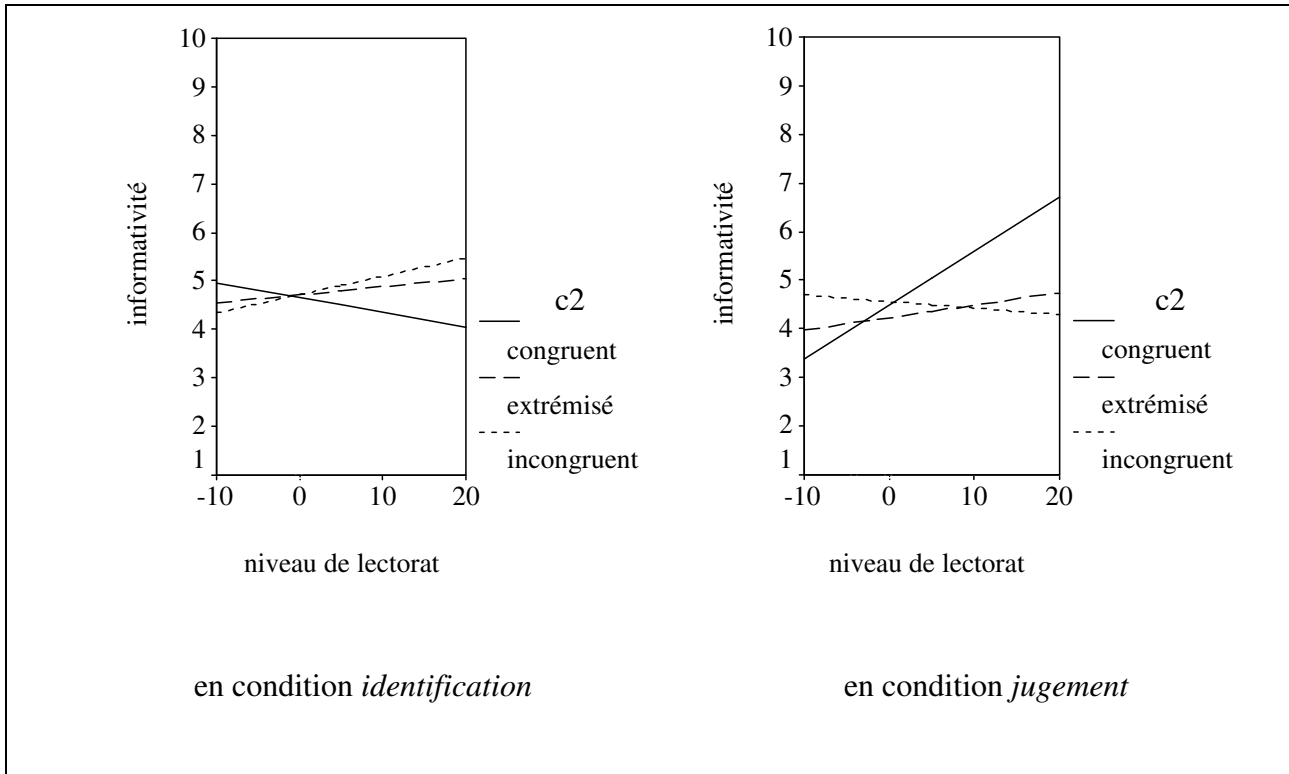 10
9
8
7
6
5
4
3
2
1
informativité
-10 0 10 20
niveau de lectorat
c2
congruent
extrémisé
incongruent
en condition identification
10
9
8
7
6
5
4
3
2
1
informativité
-10 0 10 20
niveau de lectorat
c2
congruent
extrémisé
incongruent
en condition jugement